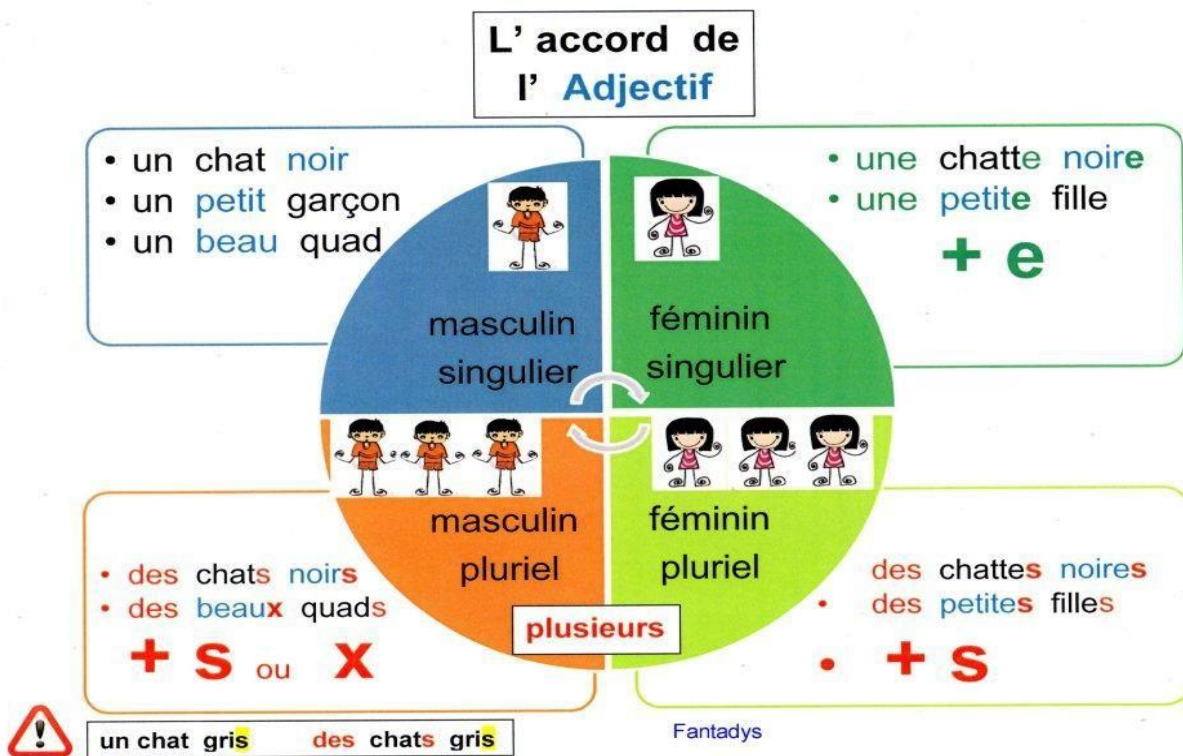 L' accord de
l' Adjectif
• un chat noir
• un petit garçon
• un beau quad
• une chatte noire
• une petite fille
+ e
masculin
singulier
féminin
singulier
masculin
pluriel
féminin
pluriel
plusieurs
• des chats noirs
• des beaux quads
+ s ou x
des chattes noires
• des petites filles
• + s
un chat gris des chats gris
Fantadys